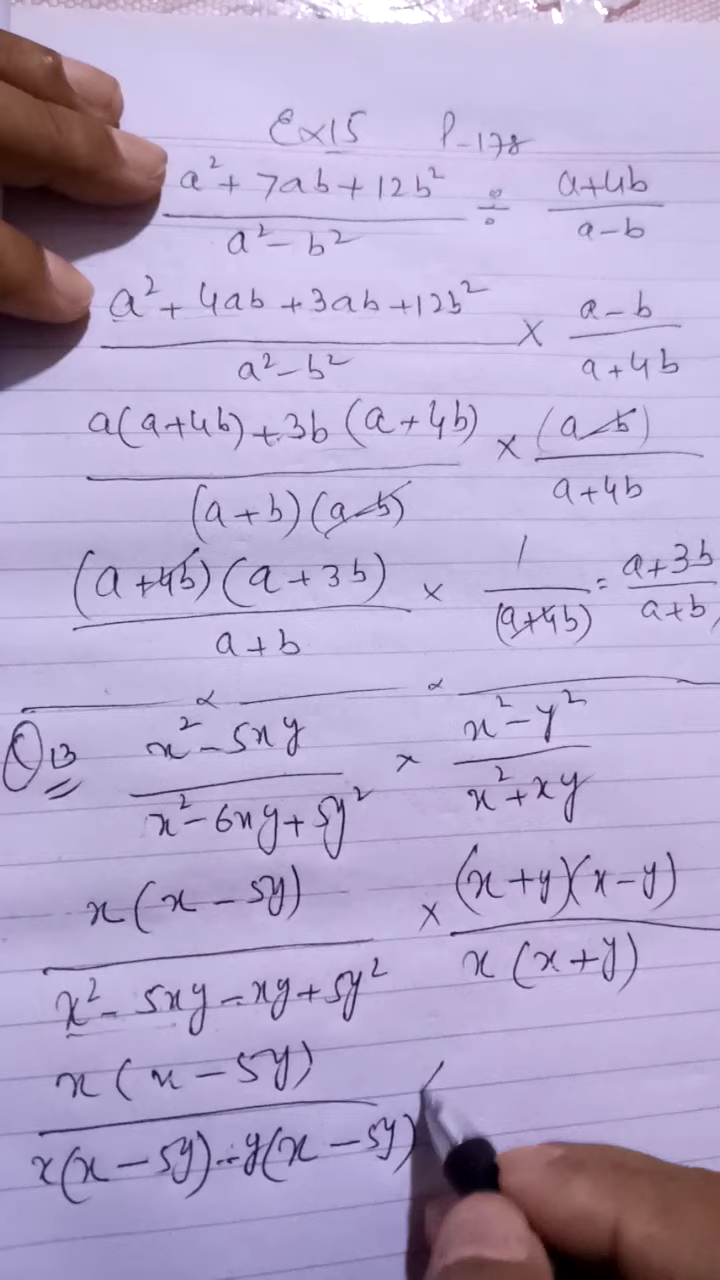 Ex 15 P-178
a² + 7ab + 12b² / a² - b² ÷ a+4b / a-b
a² + 4ab + 3ab + 12b² / a² - b² × a-b / a+4b
a(a+4b) + 3b(a+4b) / (a+b)(a-b) × (a-b) / a+4b
(a+4b)(a+3b) / a+b × 1 / (a+4b) = a+3b / a+b
Q13 x² - 5xy / x² - 6xy + 5y² × x² - y² / x² + xy
x(x - 5y) / x² - 5xy - xy + 5y² × (x+y)(x-y) / x(x+y)
x(x - 5y) / x(x - 5y) - y(x - 5y)